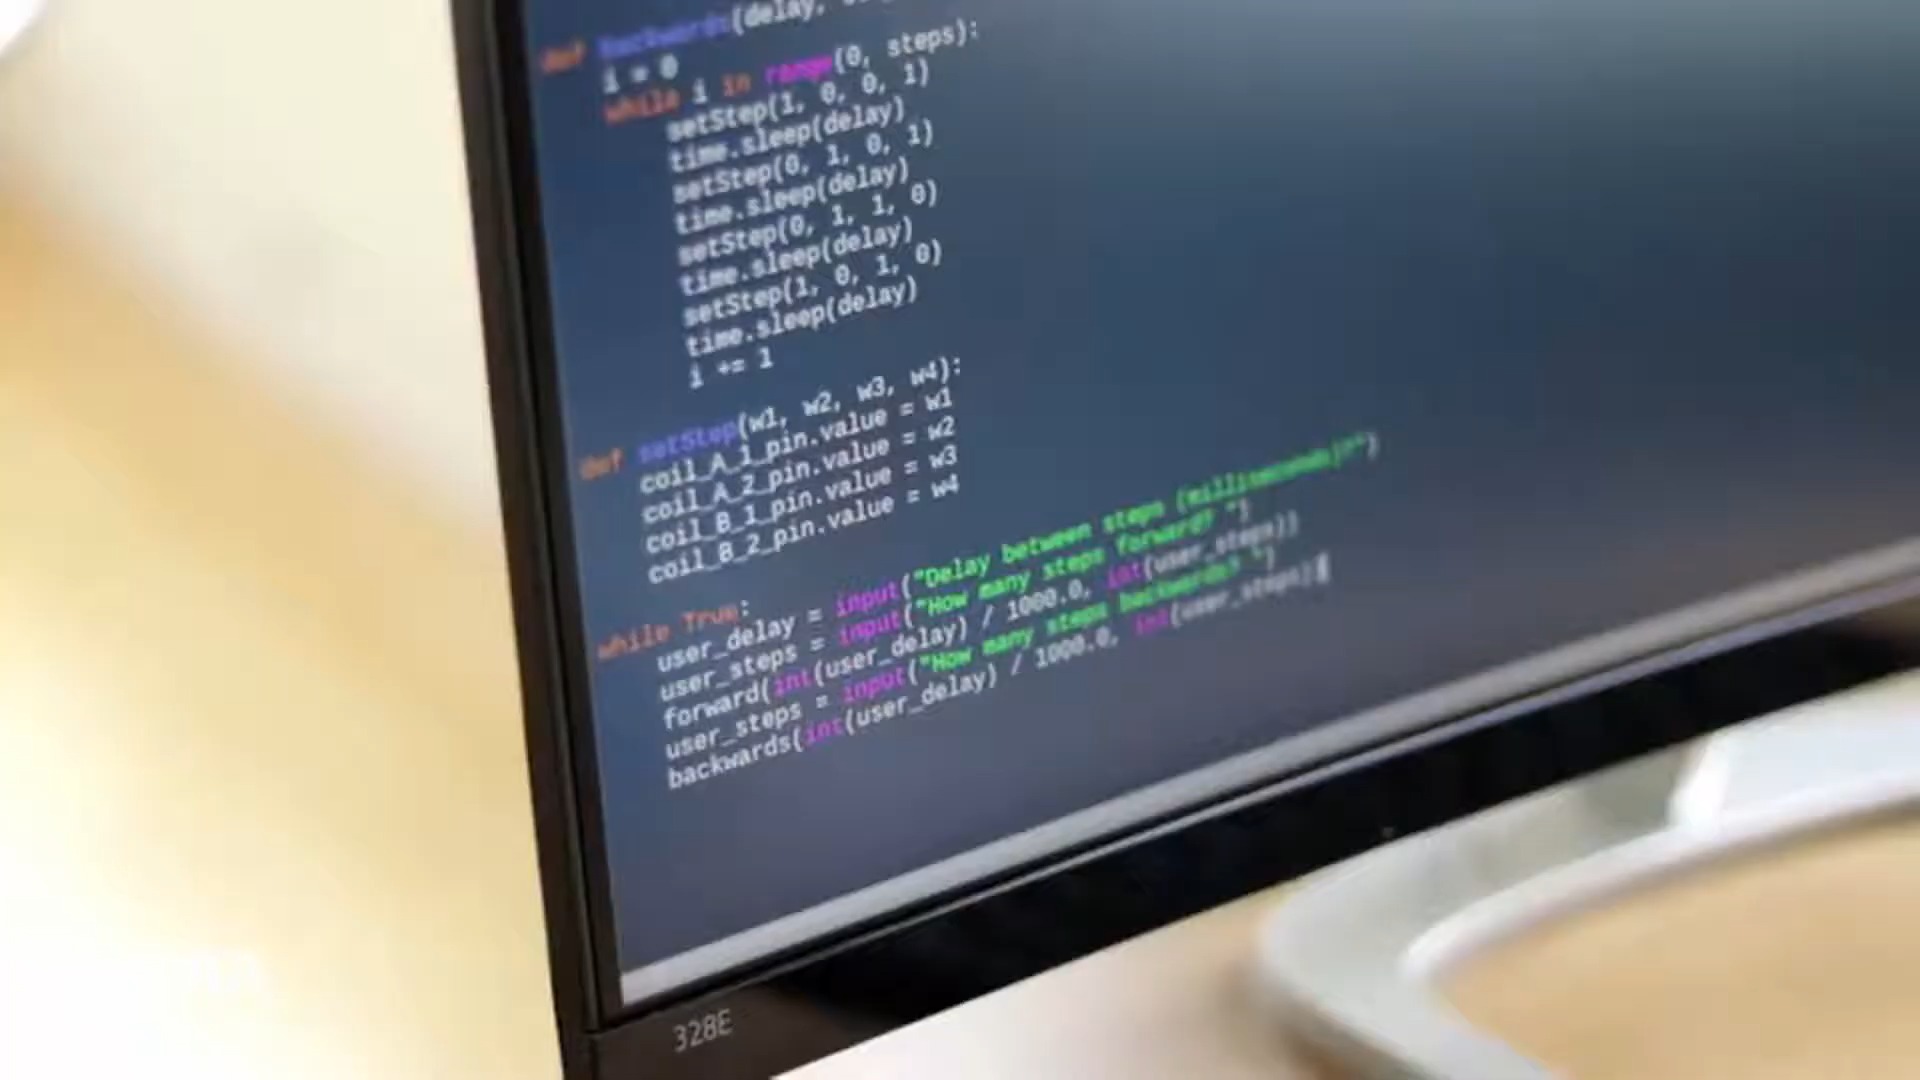 def backwards(delay,
i = 0
while i in range(0, steps):
setStep(1, 0, 0, 1)
time.sleep(delay)
setStep(0, 1, 0, 1)
time.sleep(delay)
setStep(0, 1, 1, 0)
time.sleep(delay)
setStep(1, 0, 1, 0)
time.sleep(delay)
i += 1
def setStep(w1, w2, w3, w4):
coil_A_1_pin.value = w1
coil_A_2_pin.value = w2
coil_B_1_pin.value = w3
coil_B_2_pin.value = w4
while True:
user_delay = input("Delay between steps (milliseconds)?")
user_steps = input("How many steps forward? ")
forward(int(user_delay) / 1000.0, int(user_steps))
user_steps = input("How many steps backwards? ")
backwards(int(user_delay) / 1000.0, int(user_steps))
328E